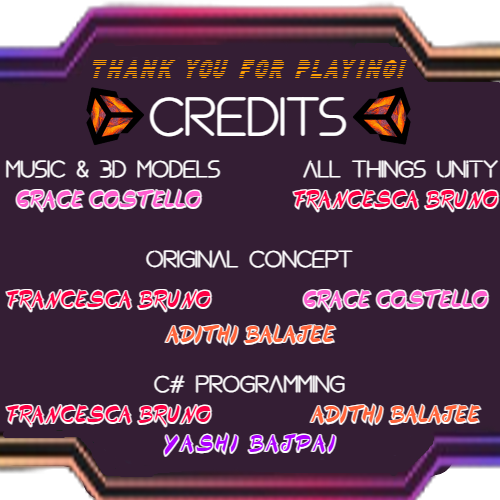 THANK YOU FOR PLAYING!
CREDITS
MUSIC & 3D MODELS
GRACE COSTELLO
ALL THINGS UNITY
FRANCESCA BRUNO
ORIGINAL CONCEPT
FRANCESCA BRUNO
GRACE COSTELLO
ADITHI BALAJEE
C# PROGRAMMING
FRANCESCA BRUNO
ADITHI BALAJEE
YASHI BAJPAI